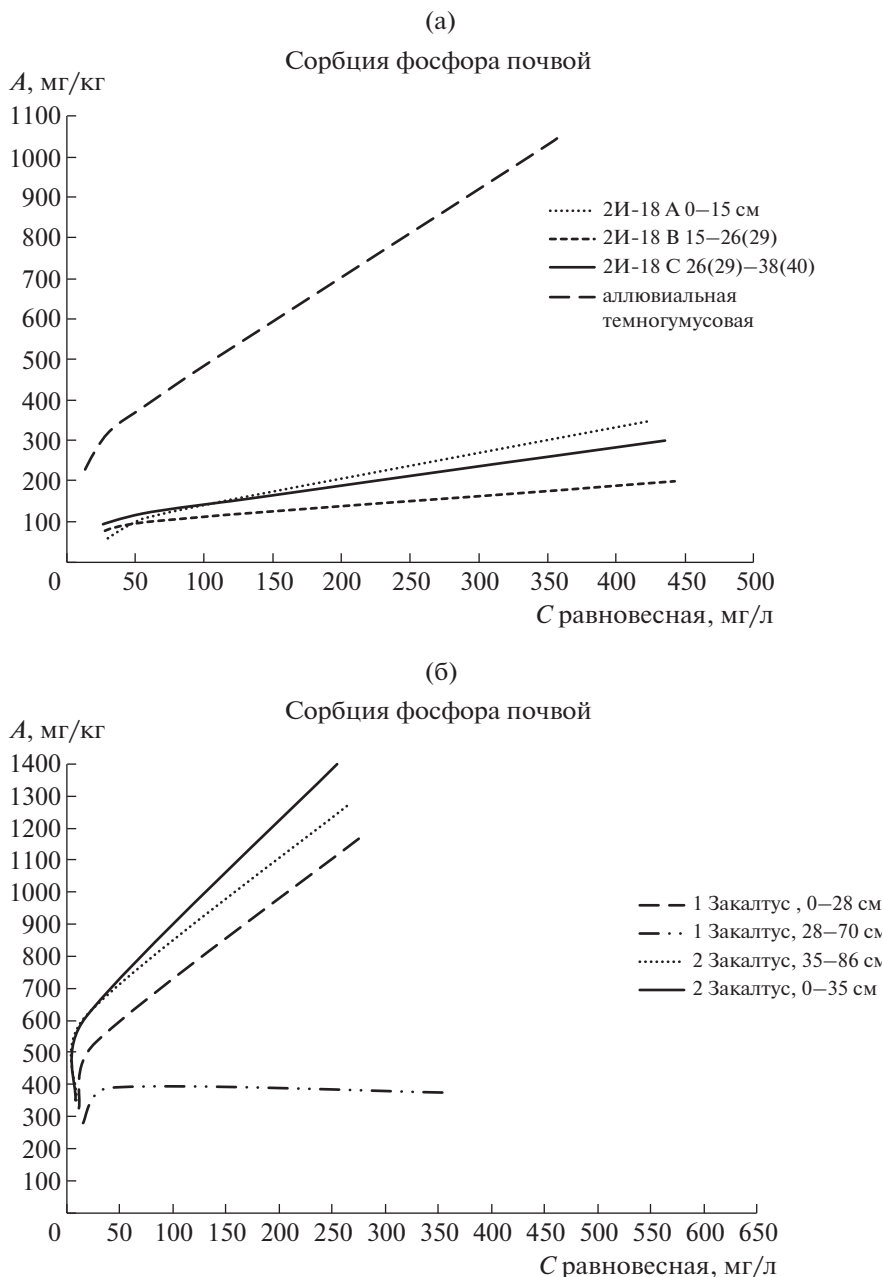 (а)
Сорбция фосфора почвой
A, мг/кг
1100
1000
900
800
700
600
500
400
300
200
100
0
50
100
150
200
250
300
350
400
450
500
C равновесная, мг/л
2И-18 А 0–15 см
2И-18 В 15–26(29)
2И-18 С 26(29)–38(40)
аллювиальная
темногумусовая
(б)
Сорбция фосфора почвой
A, мг/кг
1400
1300
1200
1100
1000
900
800
700
600
500
400
300
200
100
0
50
100
150
200
250
300
350
400
450
500
550
600
650
C равновесная, мг/л
1 Закалтус , 0–28 см
1 Закалтус, 28–70 см
2 Закалтус, 35–86 см
2 Закалтус, 0–35 см